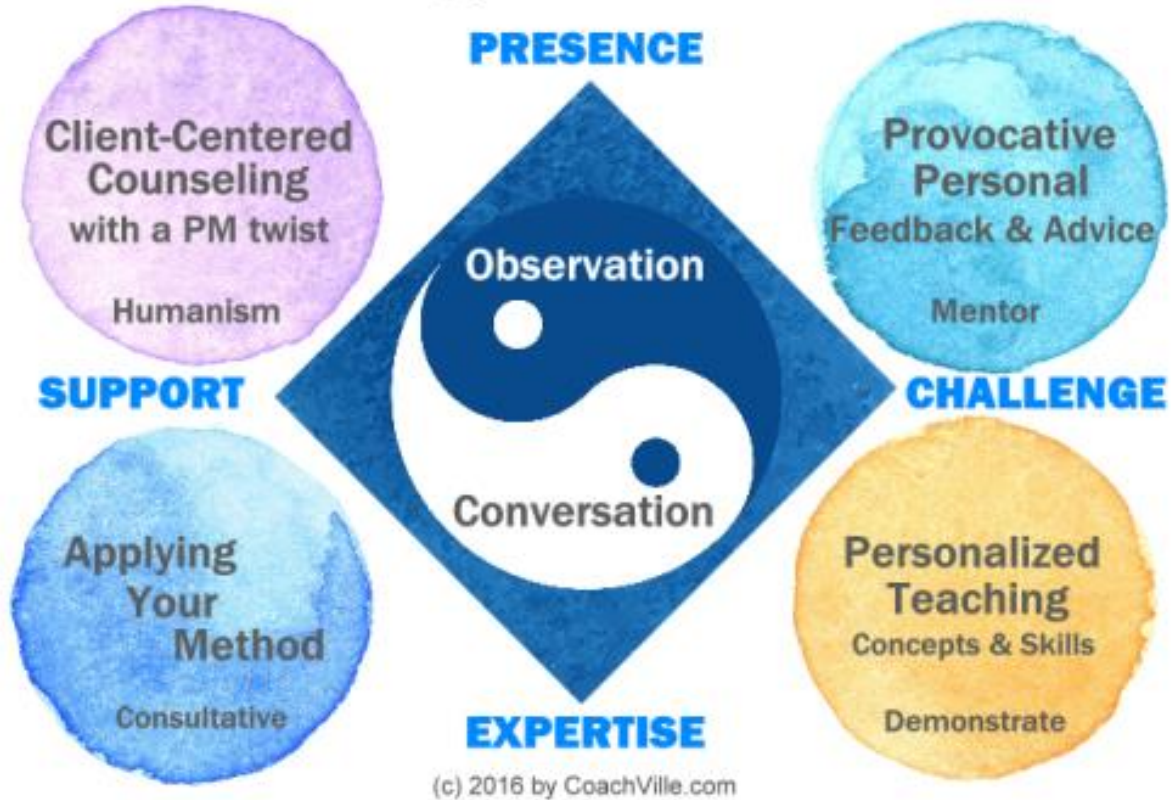 PRESENCE
Client-Centered
Counseling
with a PM twist
Humanism
Provocative
Personal
Feedback & Advice
Mentor
Observation
SUPPORT
CHALLENGE
Conversation
Applying
Your
Method
Consultative
Personalized
Teaching
Concepts & Skills
Demonstrate
EXPERTISE
(c) 2016 by CoachVille.com